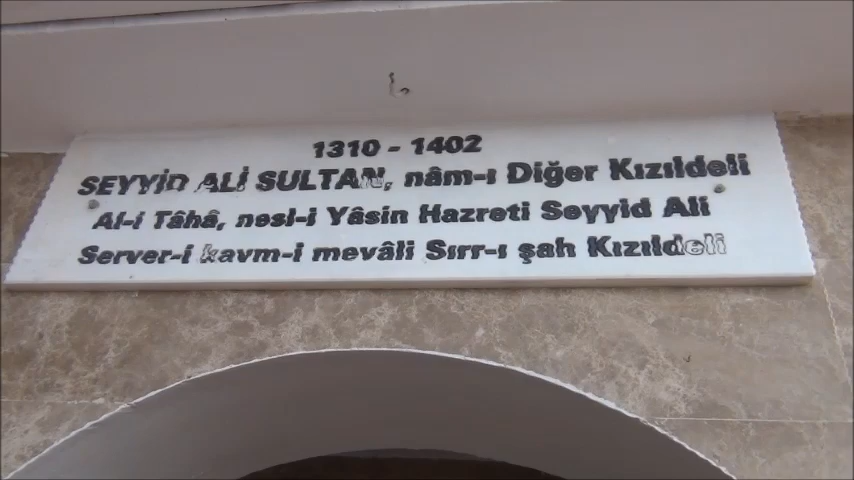 1310 - 1402
SEYYİD ALİ SULTAN, nâm-ı Diğer Kızıldeli
Al-i Tâhâ, nesl-i Yâsin Hazreti Seyyid Ali
Server-i kavm-i mevâli Sırr-ı şah Kızıldeli